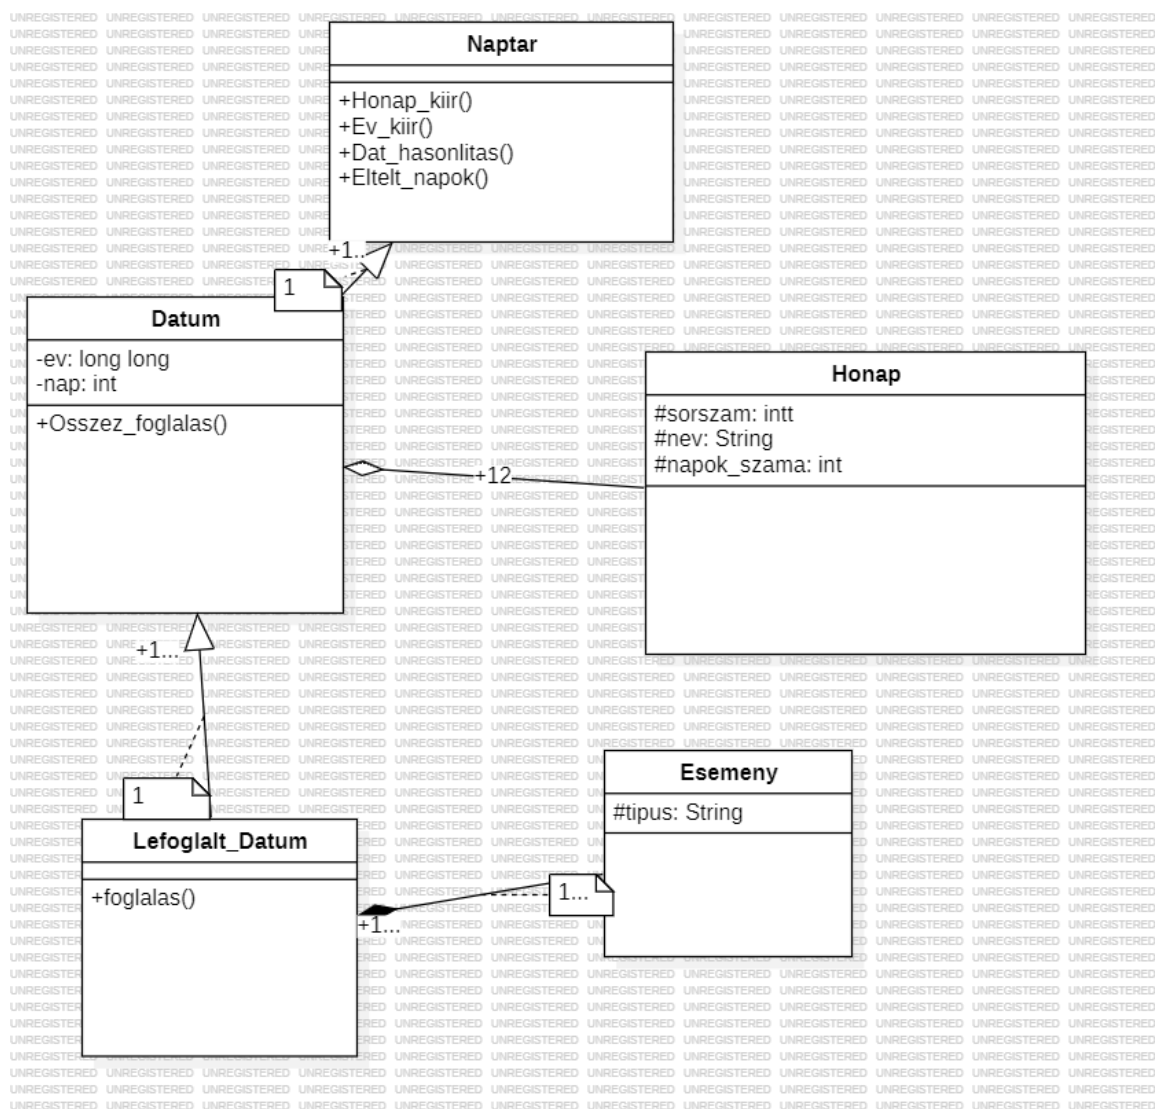 Naptar
+Honap_kiir()
+Ev_kiir()
+Dat_hasonlitas()
+Eltelt_napok()
+1..
1
Datum
-ev: long long
-nap: int
+Osszez_foglalas()
Honap
#sorszam: intt
#nev: String
#napok_szama: int
+12
+1...
1
Lefoglalt_Datum
+foglalas()
Esemeny
#tipus: String
1...
+1...
UNREGISTERED